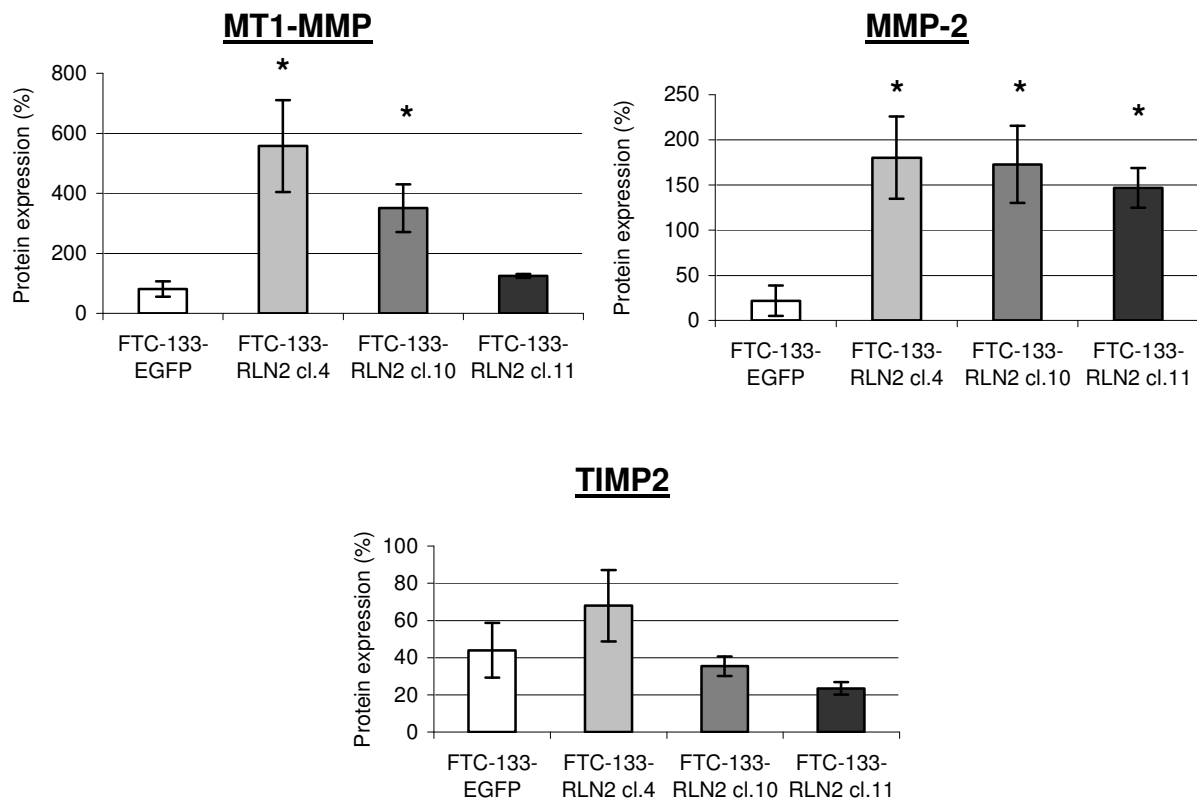 MT1-MMP
*
*
Protein expression (%)
800
600
400
200
0
FTC-133-
EGFP
FTC-133-
RLN2 cl.4
FTC-133-
RLN2 cl.10
FTC-133-
RLN2 cl.11
MMP-2
*
*
*
Protein expression (%)
250
200
150
100
50
0
FTC-133-
EGFP
FTC-133-
RLN2 cl.4
FTC-133-
RLN2 cl.10
FTC-133-
RLN2 cl.11
TIMP2
Protein expression (%)
100
80
60
40
20
0
FTC-133-
EGFP
FTC-133-
RLN2 cl.4
FTC-133-
RLN2 cl.10
FTC-133-
RLN2 cl.11